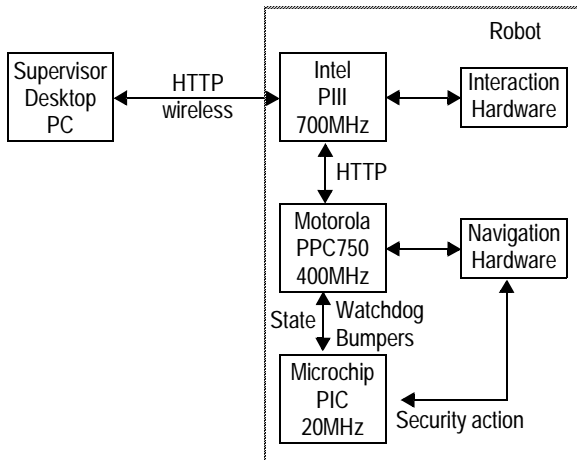 Robot
Supervisor
Desktop
PC
HTTP
wireless
Intel
PIII
700MHz
Interaction
Hardware
HTTP
Motorola
PPC750
400MHz
Navigation
Hardware
State
Watchdog
Bumpers
Microchip
PIC
20MHz
Security action